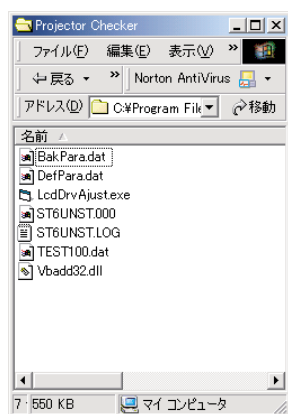 Projector Checker
ファイル(F) 編集(E) 表示(V) »
戻る » Norton AntiVirus
アドレス(D) C:¥Program File 移動
名前
BakPara.dat
DefPara.dat
LcdDrvAjust.exe
ST6UNST.000
ST6UNST.LOG
TEST100.dat
Vbadd32.dll
7 550 KB マイ コンピュータ